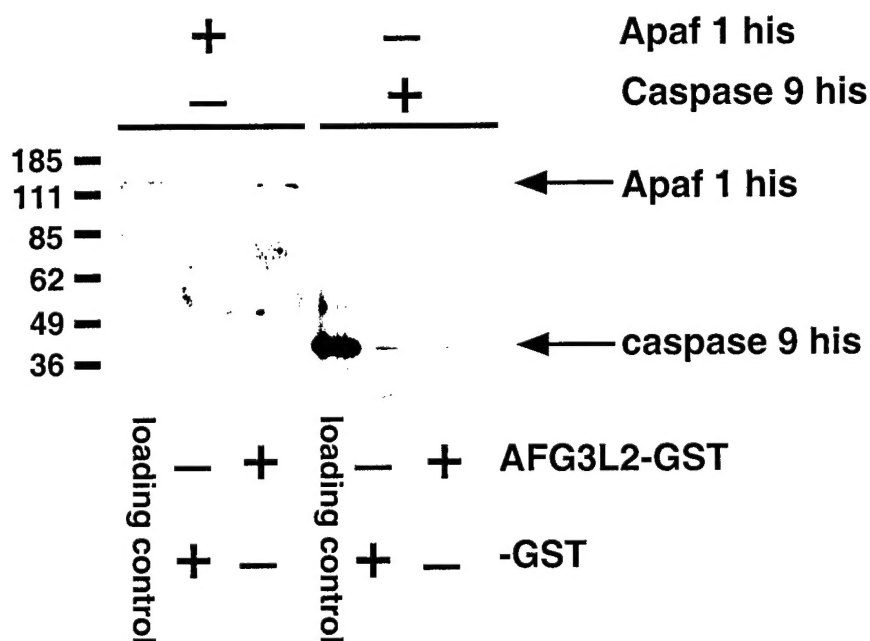 + — Apaf 1 his
— + Caspase 9 his
185
111
85
62
49
36
Apaf 1 his
caspase 9 his
loading control — + loading control — + AFG3L2-GST
+ — + — -GST